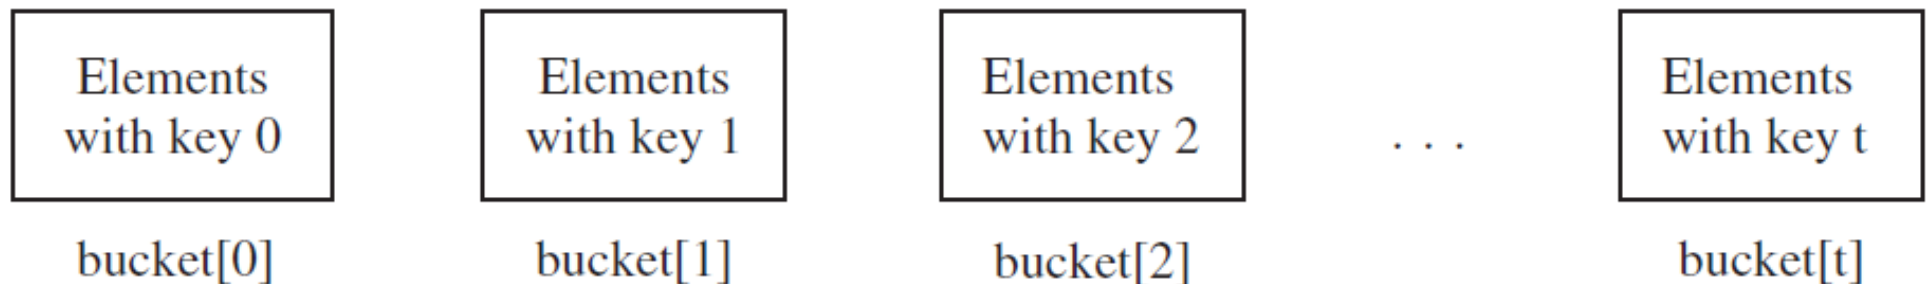 Elements
with key 0
Elements
with key 1
Elements
with key 2
. . .
Elements
with key t
bucket[0]
bucket[1]
bucket[2]
bucket[t]